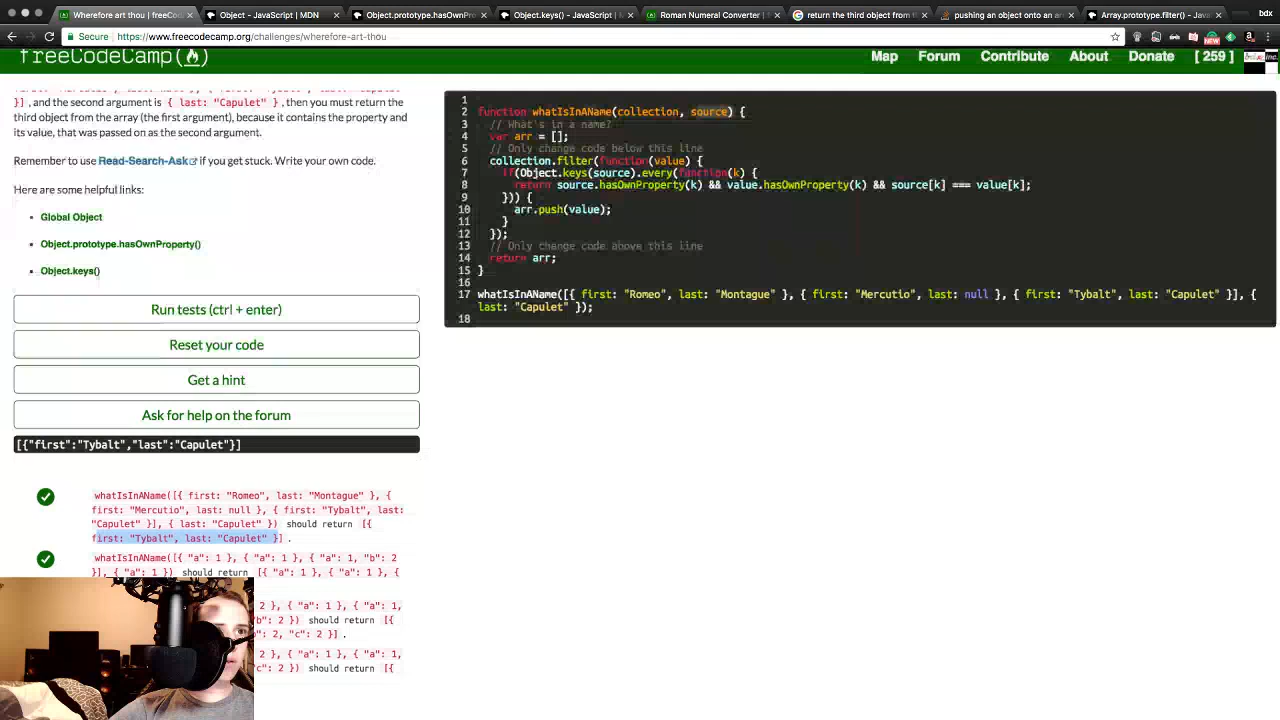 Wherefore art thou | freeCodeC
Object - JavaScript | MDN
Object.prototype.hasOwnPrope
Object.keys() - JavaScript | M
Roman Numeral Converter | fr
return the third object from th
pushing an object onto an arr
Array.prototype.filter() - Javas
bdx
Secure https://www.freecodecamp.org/challenges/wherefore-art-thou
freeCodeCamp
Map Forum Contribute About Donate [ 259 ]
}] , and the second argument is { last: "Capulet" } , then you must return the
third object from the array (the first argument), because it contains the property and
its value, that was passed on as the second argument.
Remember to use Read-Search-Ask if you get stuck. Write your own code.
Here are some helpful links:
Global Object
Object.prototype.hasOwnProperty()
Object.keys()
Run tests (ctrl + enter)
Reset your code
Get a hint
Ask for help on the forum
[{"first":"Tybalt","last":"Capulet"}]
whatIsInAName([{ first: "Romeo", last: "Montague" }, {
first: "Mercutio", last: null }, { first: "Tybalt", last:
"Capulet" }], { last: "Capulet" }) should return [{
first: "Tybalt", last: "Capulet" }] .
whatIsInAName([{ "a": 1 }, { "a": 1 }, { "a": 1, "b": 2
}], { "a": 1 }) should return [{ "a": 1 }, { "a": 1 }, {
2 }, { "a": 1 }, { "a": 1,
"b": 2 }) should return [{
2, "c": 2 }] .
2 }, { "a": 1 }, { "a": 1,
"c": 2 }) should return [{
1
2 function whatIsInAName(collection, source) {
3 // What's in a name?
4 var arr = [];
5 // Only change code below this line
6 collection.filter(function(value) {
7 if(Object.keys(source).every(function(k) {
8 return source.hasOwnProperty(k) && value.hasOwnProperty(k) && source[k] === value[k];
9 })) {
10 arr.push(value);
11 }
12 });
13 // Only change code above this line
14 return arr;
15 }
16
17 whatIsInAName([{ first: "Romeo", last: "Montague" }, { first: "Mercutio", last: null }, { first: "Tybalt", last: "Capulet" }], {
last: "Capulet" });
18